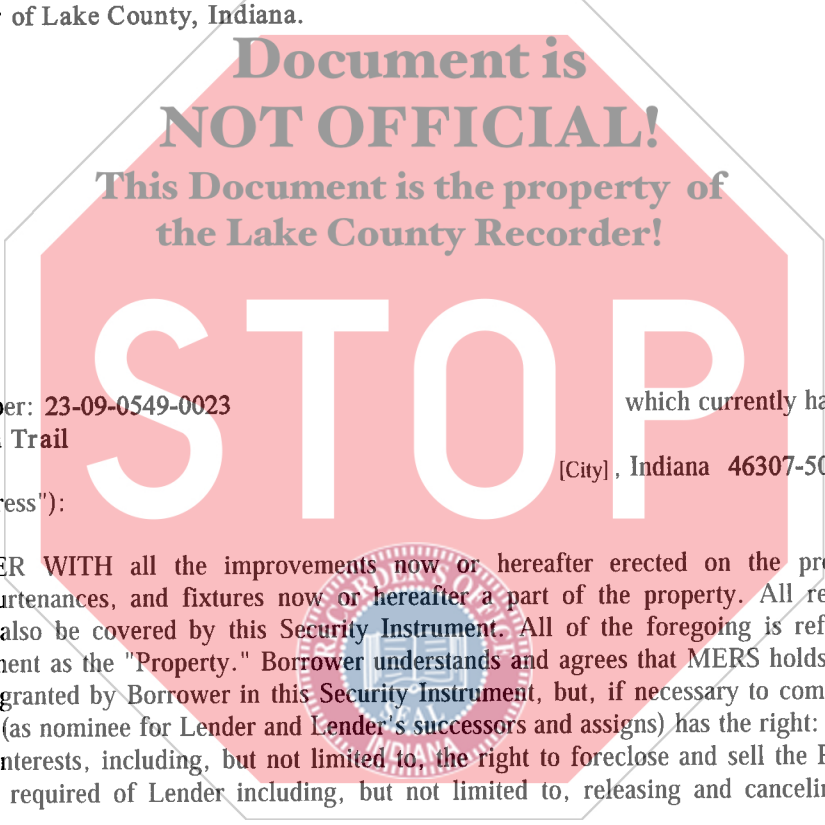 of Lake County, Indiana.
Document is
NOT OFFICIAL!
This Document is the property of
the Lake County Recorder!
STOP
per: 23-09-0549-0023 which currently ha
Trail
[City] , Indiana 46307-50
ress"):
ER WITH all the improvements now or hereafter erected on the pro
urtenances, and fixtures now or hereafter a part of the property. All re
also be covered by this Security Instrument. All of the foregoing is ref
ment as the "Property." Borrower understands and agrees that MERS holds
granted by Borrower in this Security Instrument, but, if necessary to com
(as nominee for Lender and Lender's successors and assigns) has the right:
nterests, including, but not limited to, the right to foreclose and sell the P
required of Lender including, but not limited to, releasing and cancelin
RECORDER'S OFFICE
SEAL
INDIANA